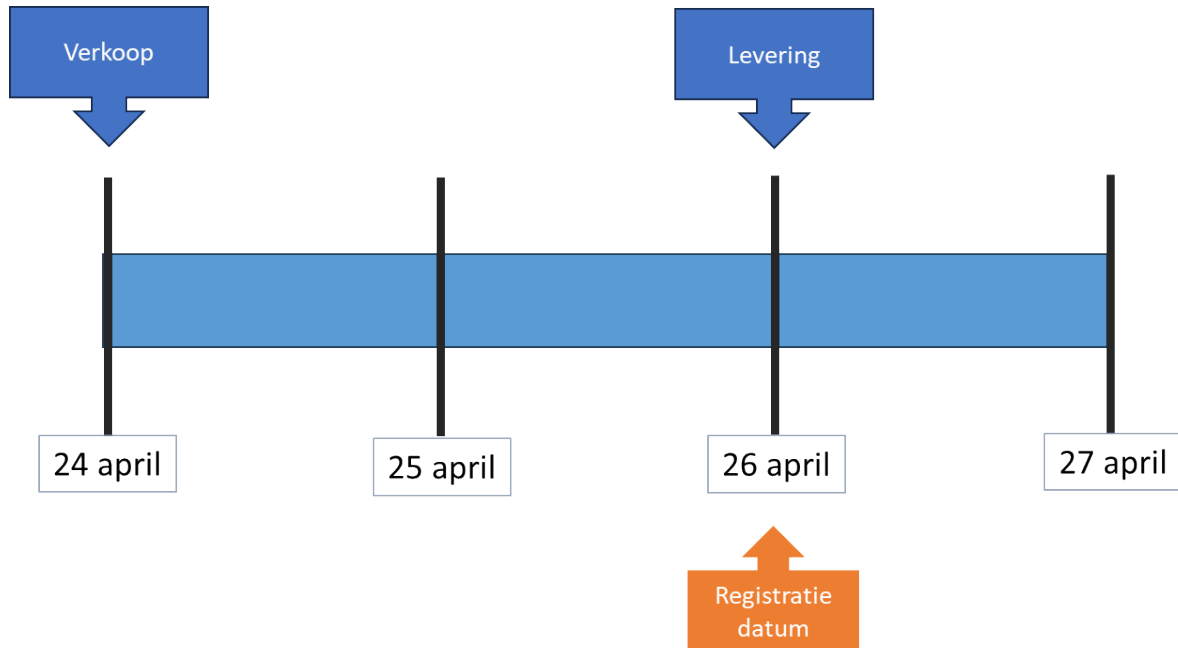 Verkoop
Levering
24 april
25 april
26 april
27 april
Registratie
datum